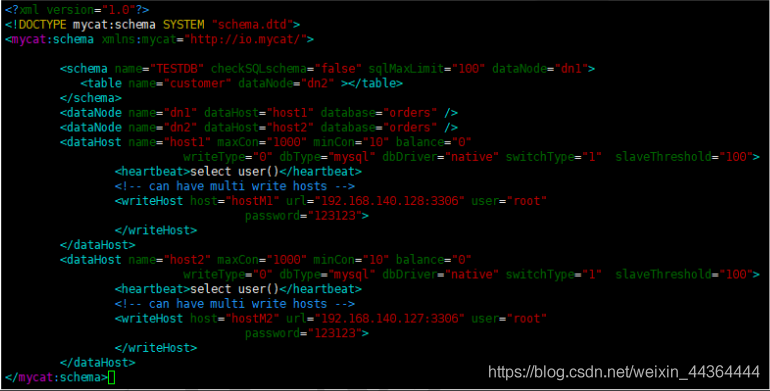 <?xml version="1.0"?>
<!DOCTYPE mycat:schema SYSTEM "schema.dtd">
<mycat:schema xmlns:mycat="http://io.mycat/">
<schema name="TESTDB" checkSQLschema="false" sqlMaxLimit="100" dataNode="dn1">
<table name="customer" dataNode="dn2" ></table>
</schema>
<dataNode name="dn1" dataHost="host1" database="orders" />
<dataNode name="dn2" dataHost="host2" database="orders" />
<dataHost name="host1" maxCon="1000" minCon="10" balance="0"
writeType="0" dbType="mysql" dbDriver="native" switchType="1"  slaveThreshold="100">
<heartbeat>select user()</heartbeat>
<!-- can have multi write hosts -->
<writeHost host="hostM1" url="192.168.140.128:3306" user="root"
password="123123">
</writeHost>
</dataHost>
<dataHost name="host2" maxCon="1000" minCon="10" balance="0"
writeType="0" dbType="mysql" dbDriver="native" switchType="1"  slaveThreshold="100">
<heartbeat>select user()</heartbeat>
<!-- can have multi write hosts -->
<writeHost host="hostM2" url="192.168.140.127:3306" user="root"
password="123123">
</writeHost>
</dataHost>
</mycat:schema>
https://blog.csdn.net/weixin_44364444